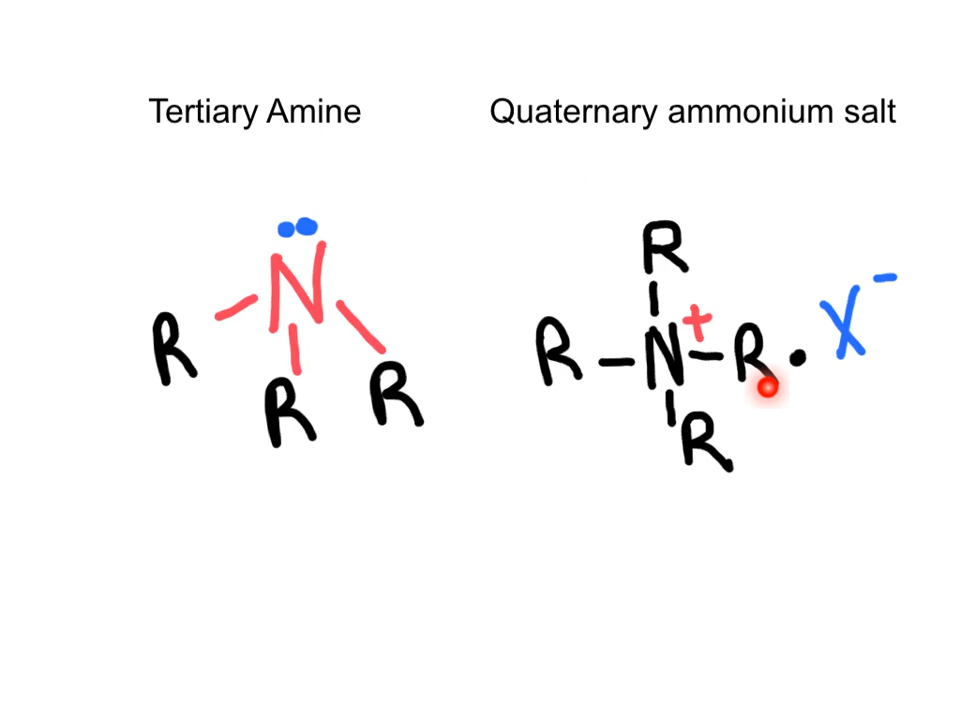 Tertiary Amine
Quaternary ammonium salt
N
R R R
R
R – N + – R • X –
R